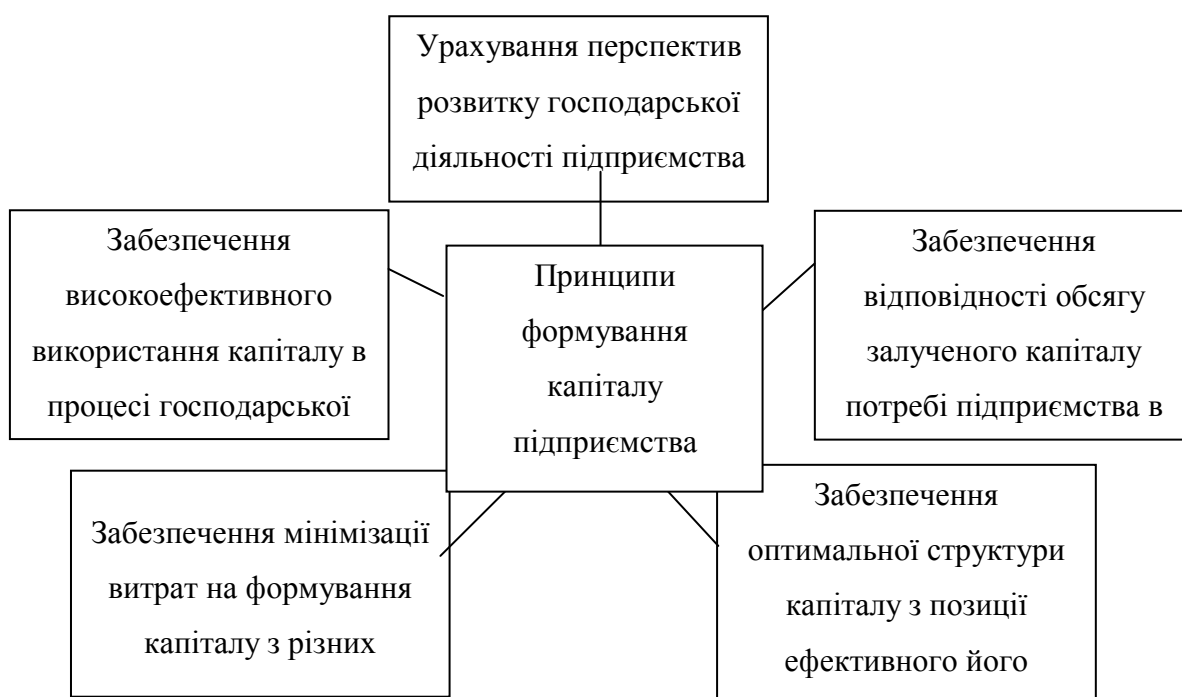 Урахування перспектив
розвитку господарської
діяльності підприємства
Забезпечення
високоефективного
використання капіталу в
процесі господарської
Принципи
формування
капіталу
підприємства
Забезпечення
відповідності обсягу
залученого капіталу
потребі підприємства в
Забезпечення мінімізації
витрат на формування
капіталу з різних
Забезпечення
оптимальної структури
капіталу з позиції
ефективного його